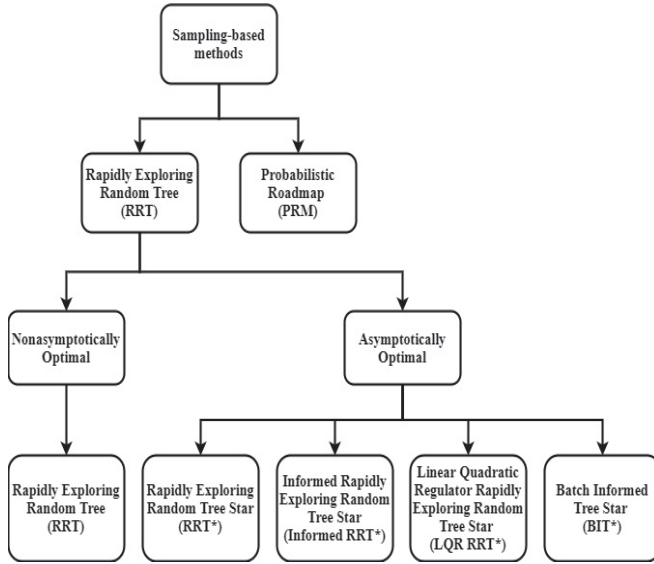 Sampling-based
methods
Rapidly Exploring
Random Tree
(RRT)
Probabilistic
Roadmap
(PRM)
Nonasymptotically
Optimal
Asymptotically
Optimal
Rapidly Exploring
Random Tree
(RRT)
Rapidly Exploring
Random Tree Star
(RRT*)
Informed Rapidly
Exploring Random
Tree Star
(Informed RRT*)
Linear Quadratic
Regulator Rapidly
Exploring Random
Tree Star
(LQR RRT*)
Batch Informed
Tree Star
(BIT*)